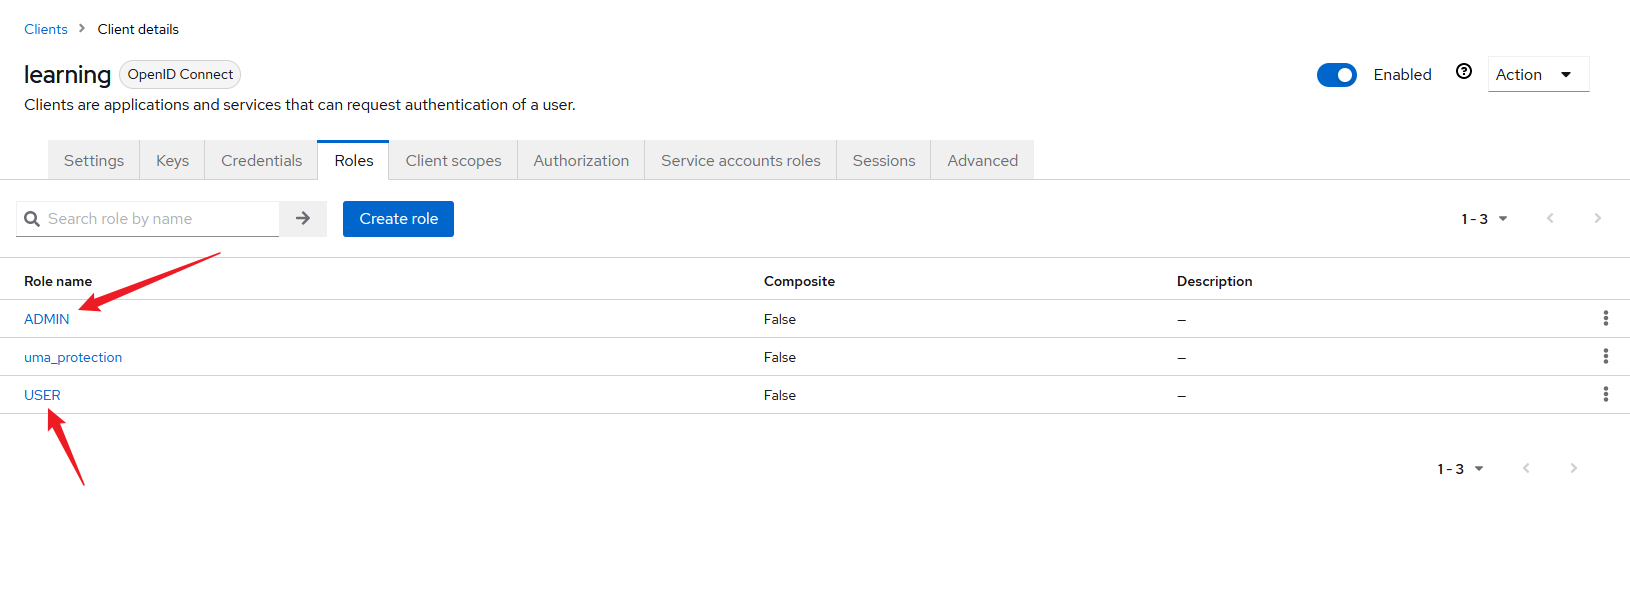 Clients > Client details
learning OpenID Connect
Enabled
Action
Clients are applications and services that can request authentication of a user.
Settings Keys Credentials Roles Client scopes Authorization Service accounts roles Sessions Advanced
Search role by name
Create role
1 - 3
Role name Composite Description
ADMIN False —
uma_protection False —
USER False —
1 - 3